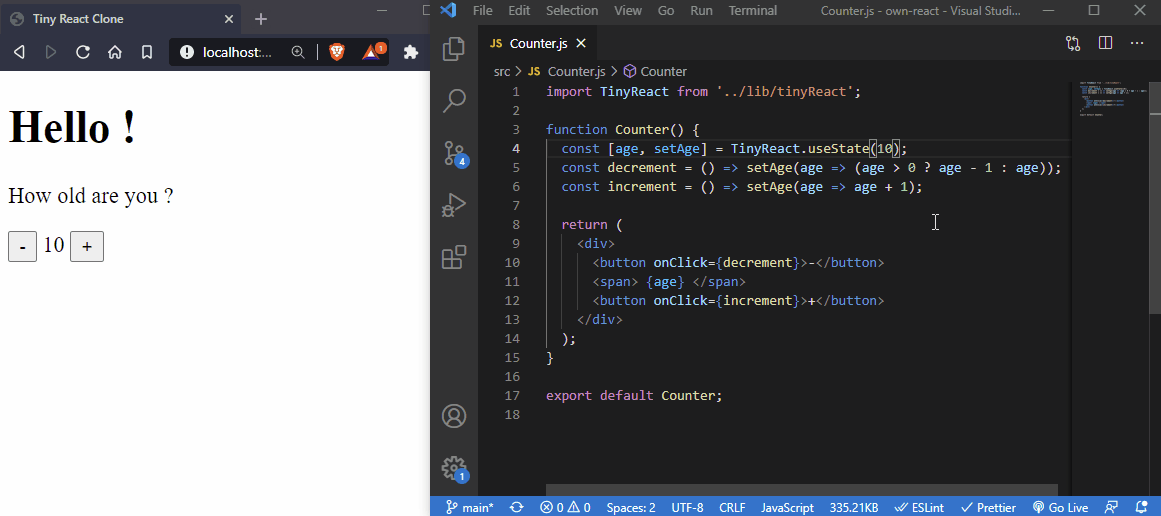 Tiny React Clone
localhost:...
1
Hello !
How old are you ?
- 10 +
File Edit Selection View Go Run Terminal Counter.js - own-react - Visual Studi...
JS Counter.js
src > JS Counter.js > Counter
1 import TinyReact from '../lib/tinyReact';
2
3 function Counter() {
4 const [age, setAge] = TinyReact.useState(10);
5 const decrement = () => setAge(age => (age > 0 ? age - 1 : age));
6 const increment = () => setAge(age => age + 1);
7
8 return (
9 <div>
10 <button onClick={decrement}>-</button>
11 <span> {age} </span>
12 <button onClick={increment}>+</button>
13 </div>
14 );
15 }
16
17 export default Counter;
18
4
1
main* 0 0 Spaces: 2 UTF-8 CRLF JavaScript 335.21KB ESLint Prettier Go Live